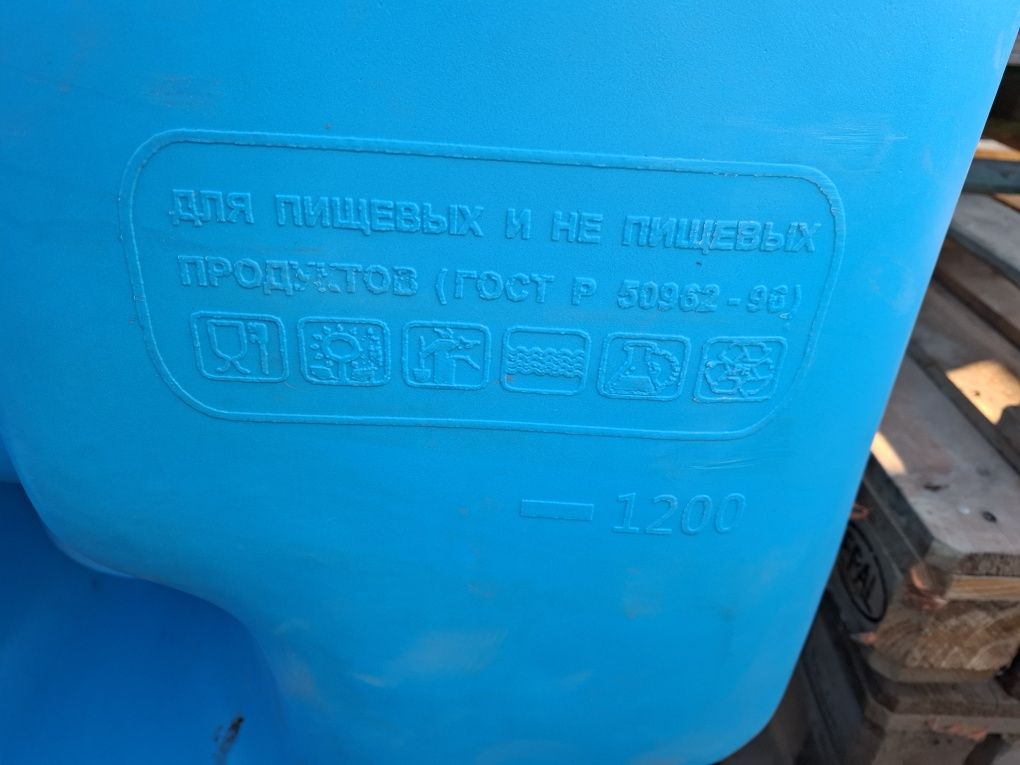 ДЛЯ ПИЩЕВЫХ И НЕ ПИЩЕВЫХ
ПРОДУКТОВ (ГОСТ Р 50962-96)
1200